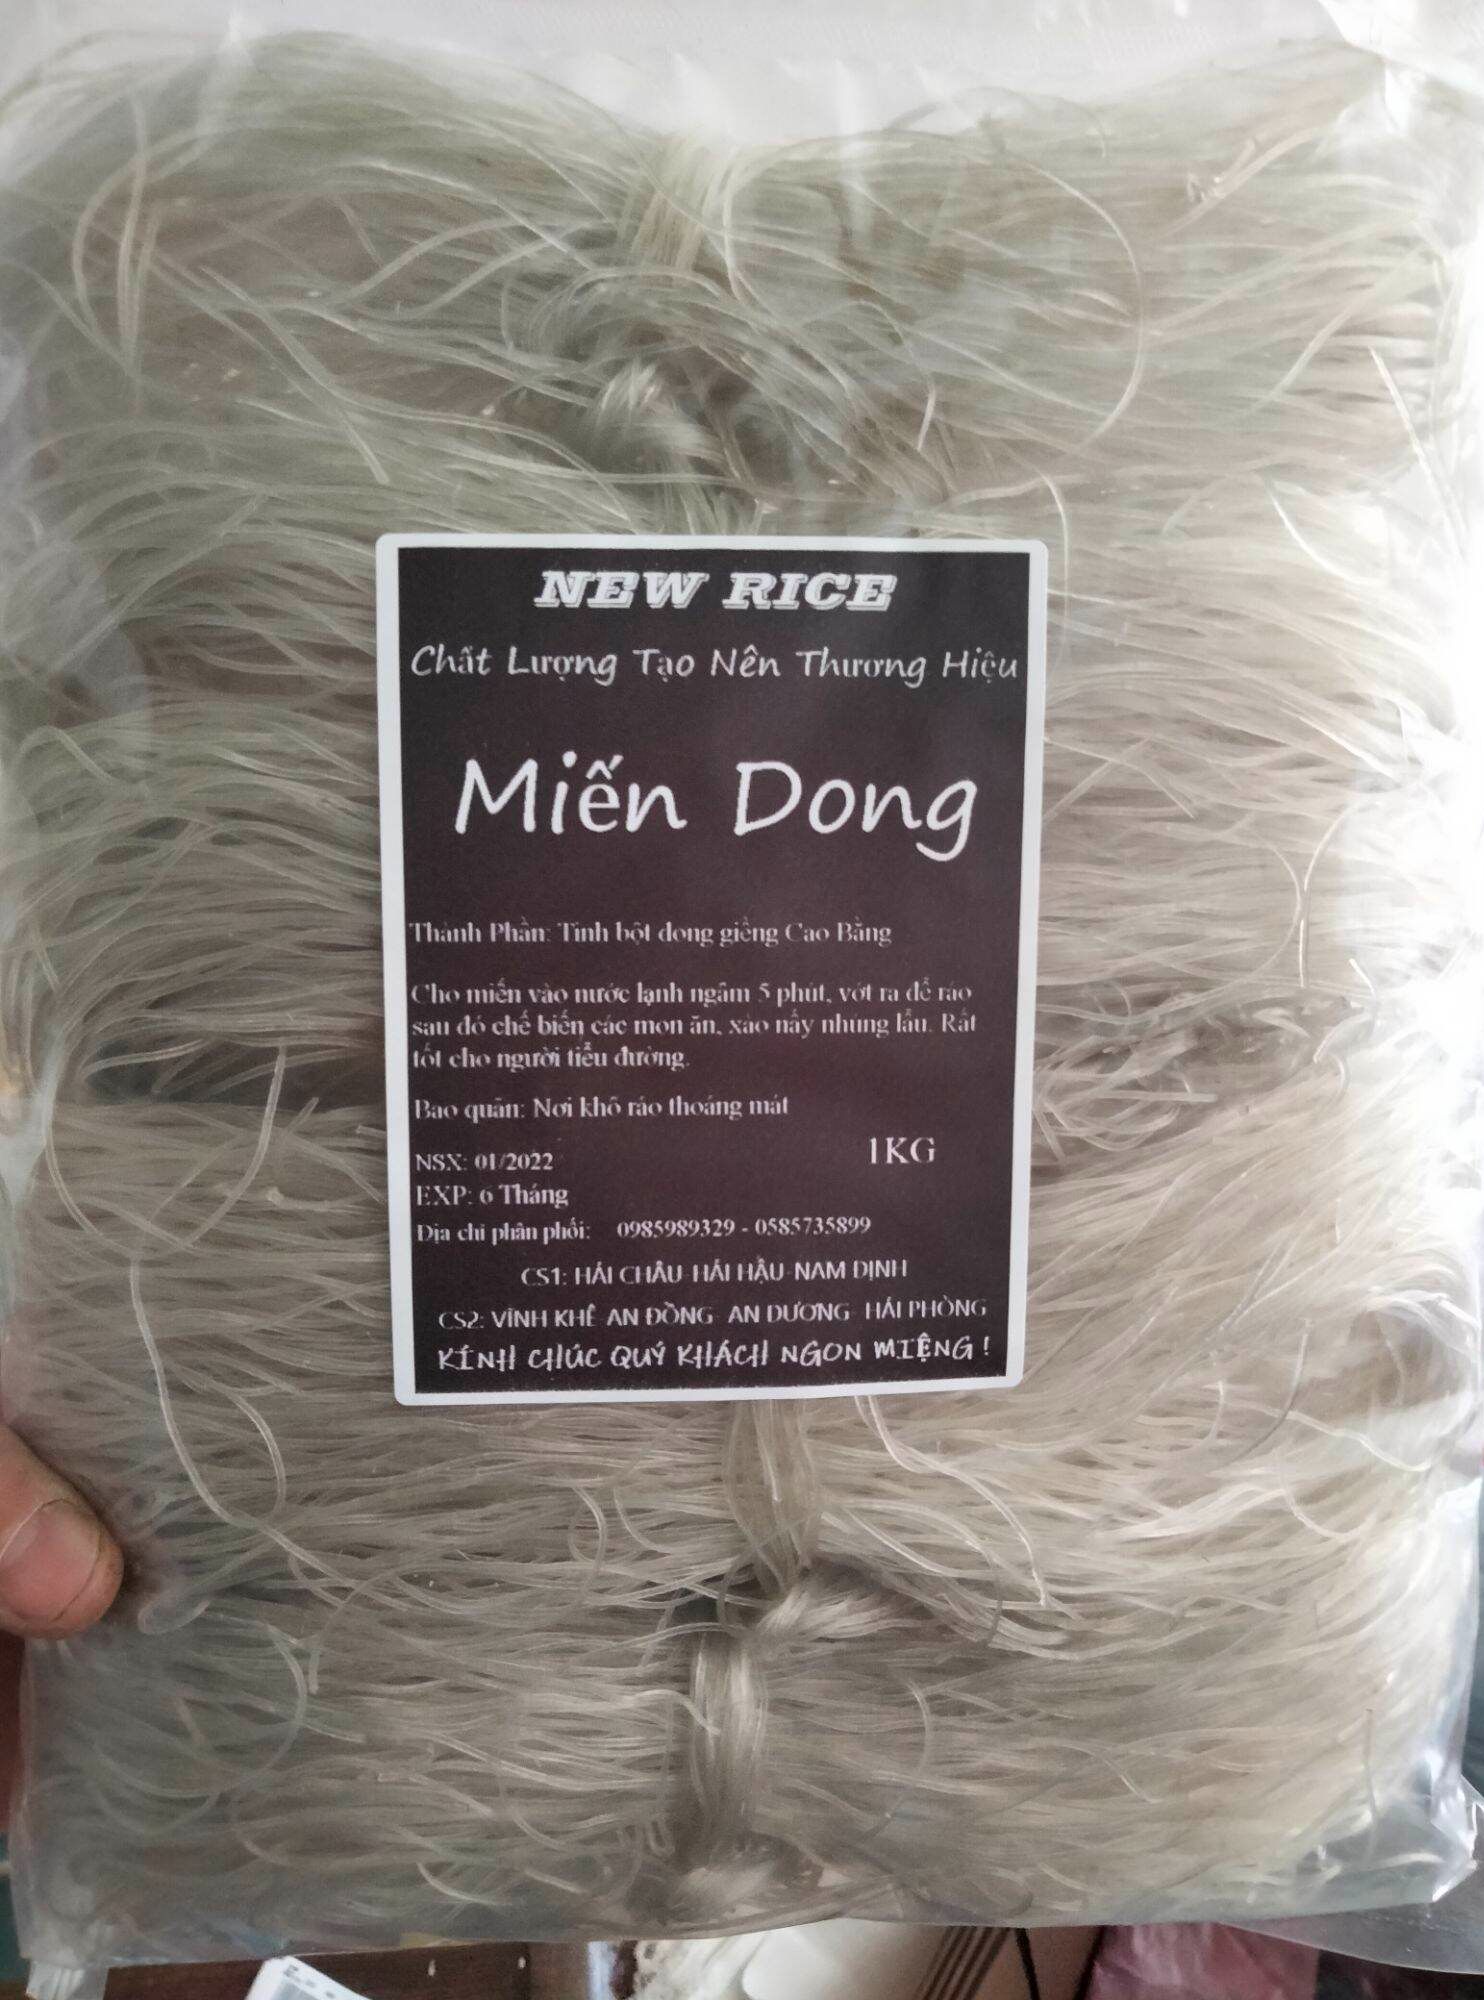 NEW RICE
Chất Lượng Tạo Nên Thương Hiệu
Miến Dong
Thành Phần: Tinh bột dong giềng Cao Bằng
Cho miến vào nước lạnh ngâm 5 phút, vớt ra để ráo
sau đó chế biến các mon ăn, xào nấy nhúng lẩu. Rất
tốt cho người tiểu đường.
Bảo quản: Nơi khô ráo thoáng mát
1KG
NSX: 01/2022
EXP: 6 Tháng
Địa chỉ phân phối: 0985989329 - 0585735899
CS1: HẢI CHÂU-HẢI HẬU-NAM ĐỊNH
CS2: VĨNH KHÊ-AN ĐỒNG- AN DƯƠNG- HẢI PHÒNG
KÍNH CHÚC QUÝ KHÁCH NGON MIỆNG !